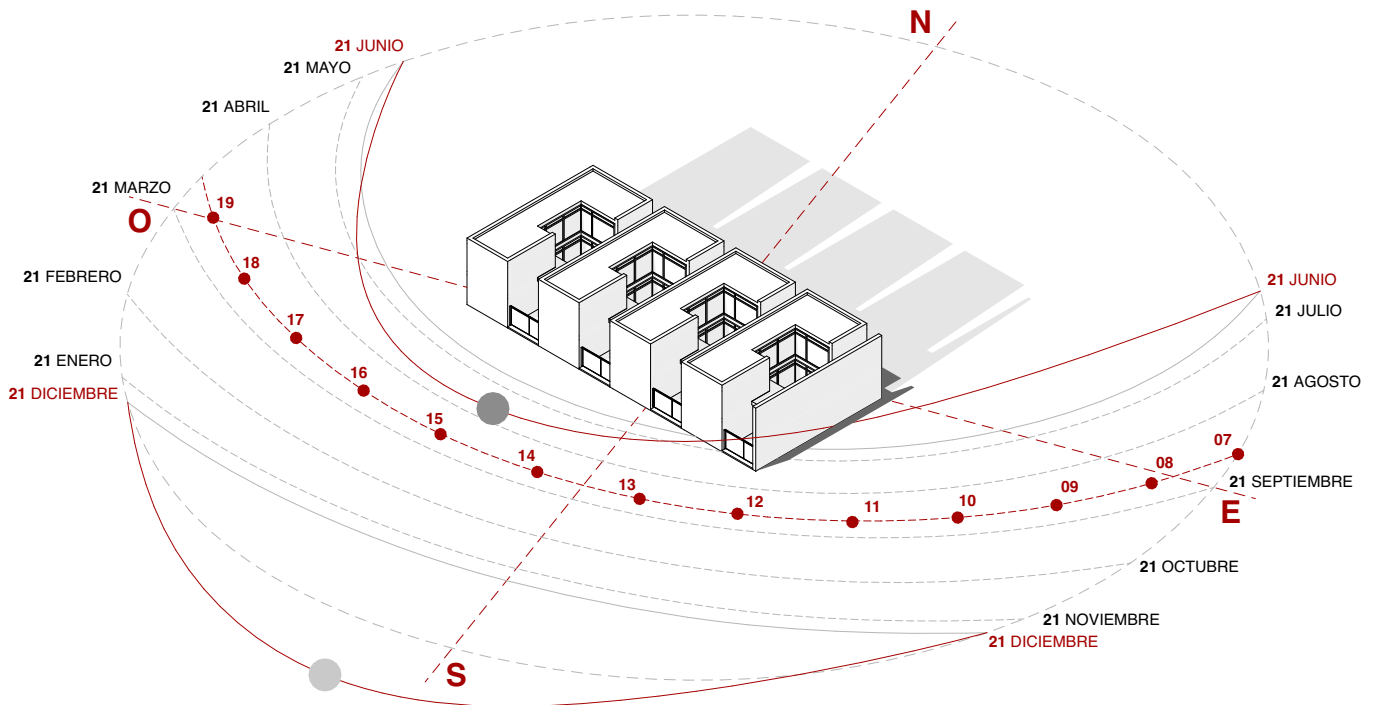 N
21 JUNIO
21 MAYO
21 ABRIL
21 MARZO
O
19
18
21 FEBRERO
17
21 JUNIO
21 JULIO
21 ENERO
16
21 AGOSTO
21 DICIEMBRE
15
07
14
08
13
09
21 SEPTIEMBRE
12
11
10
E
21 OCTUBRE
21 NOVIEMBRE
21 DICIEMBRE
S